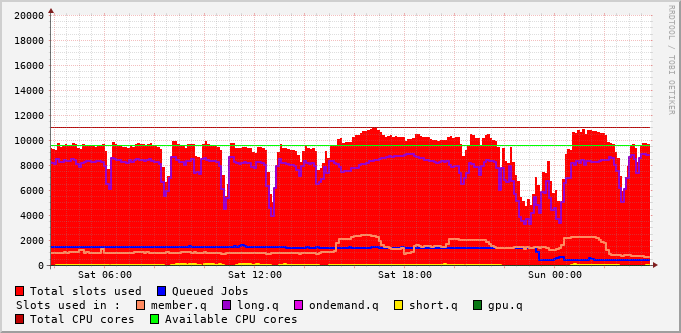 20000
18000
16000
14000
12000
10000
8000
6000
4000
2000
0
Sat 06:00 Sat 12:00 Sat 18:00 Sun 00:00
RRDTOOL / TOBI OETIKER
Total slots used Queued Jobs
Slots used in : member.q long.q ondemand.q short.q gpu.q
Total CPU cores Available CPU cores